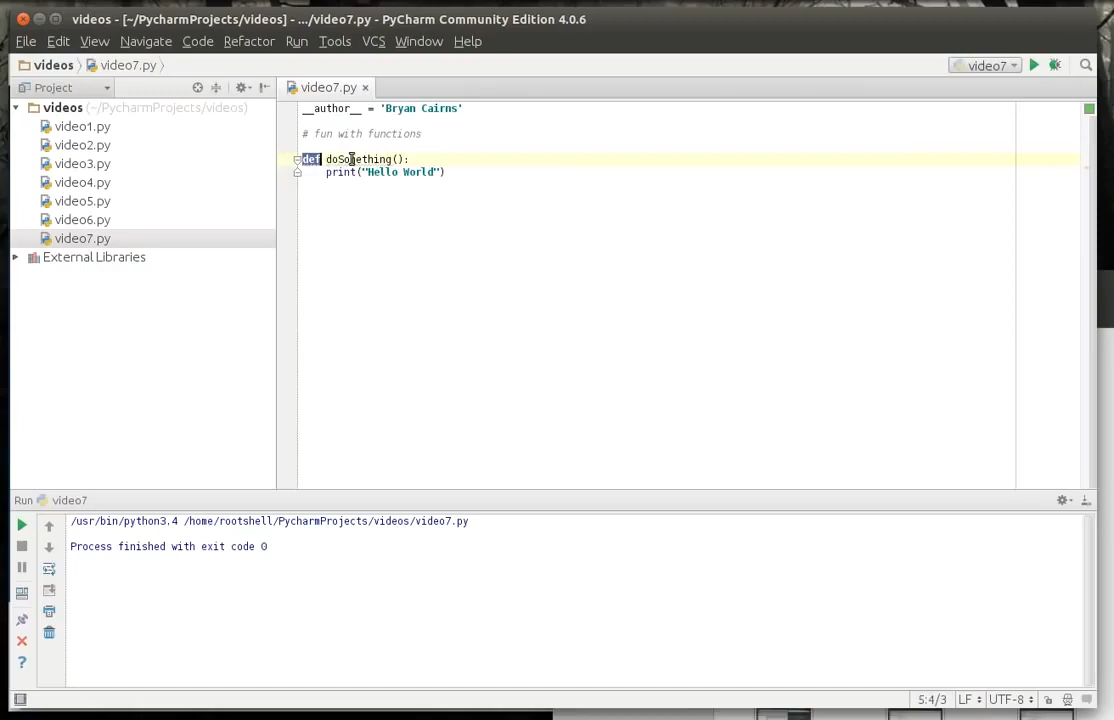 videos - [~/PycharmProjects/videos] - .../video7.py - PyCharm Community Edition 4.0.6
File Edit View Navigate Code Refactor Run Tools VCS Window Help
videos video7.py video7
Project video7.py
videos (~/PycharmProjects/videos)
video1.py
video2.py
video3.py
video4.py
video5.py
video6.py
video7.py
External Libraries
__author__ = 'Bryan Cairns'
# fun with functions
def doSomething():
print("Hello World")
Run video7
/usr/bin/python3.4 /home/rootshell/PycharmProjects/videos/video7.py
Process finished with exit code 0
5:4/3 LF UTF-8